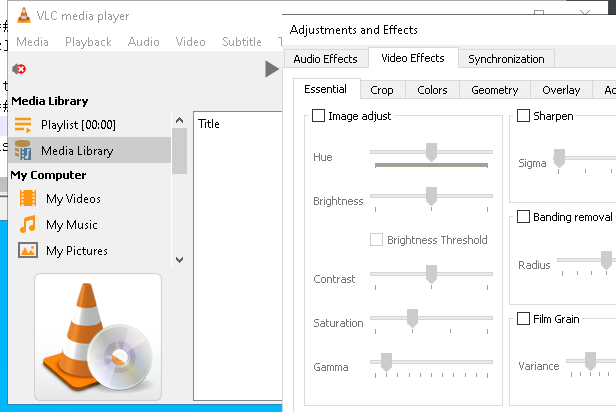 VLC media player
Media Playback Audio Video Subtitle
Media Library
Playlist [00:00]
Media Library
My Computer
My Videos
My Music
My Pictures
Title
Adjustments and Effects
Audio Effects Video Effects Synchronization
Essential Crop Colors Geometry Overlay
Image adjust
Hue
Brightness
Brightness Threshold
Contrast
Saturation
Gamma
Sharpen
Sigma
Banding removal
Radius
Film Grain
Variance